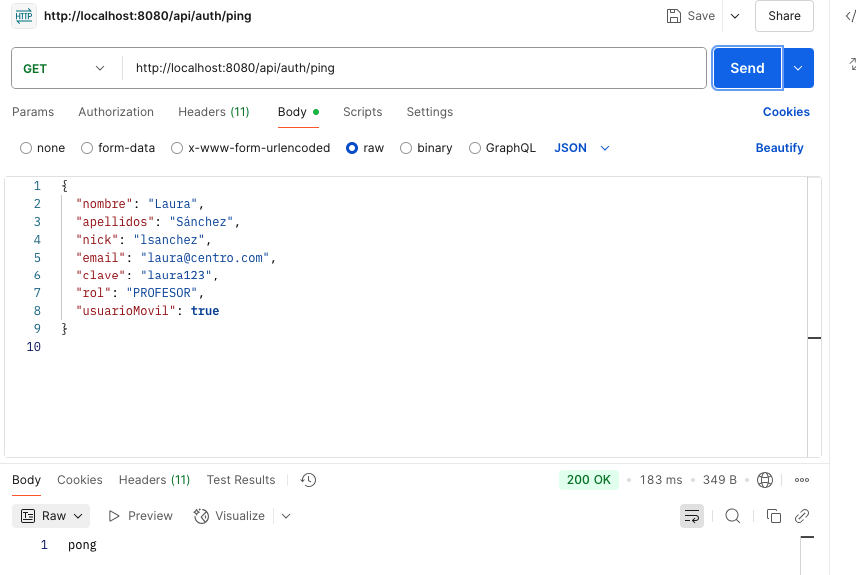 HTTP http://localhost:8080/api/auth/ping Save Share </
GET http://localhost:8080/api/auth/ping Send
Params Authorization Headers (11) Body Scripts Settings Cookies
none form-data x-www-form-urlencoded raw binary GraphQL JSON Beautify
1 {
2 "nombre": "Laura",
3 "apellidos": "Sánchez",
4 "nick": "lsanchez",
5 "email": "laura@centro.com",
6 "clave": "laura123",
7 "rol": "PROFESOR",
8 "usuarioMovil": true
9 }
10
Body Cookies Headers (11) Test Results 200 OK • 183 ms • 349 B •
Raw Preview Visualize
1 pong